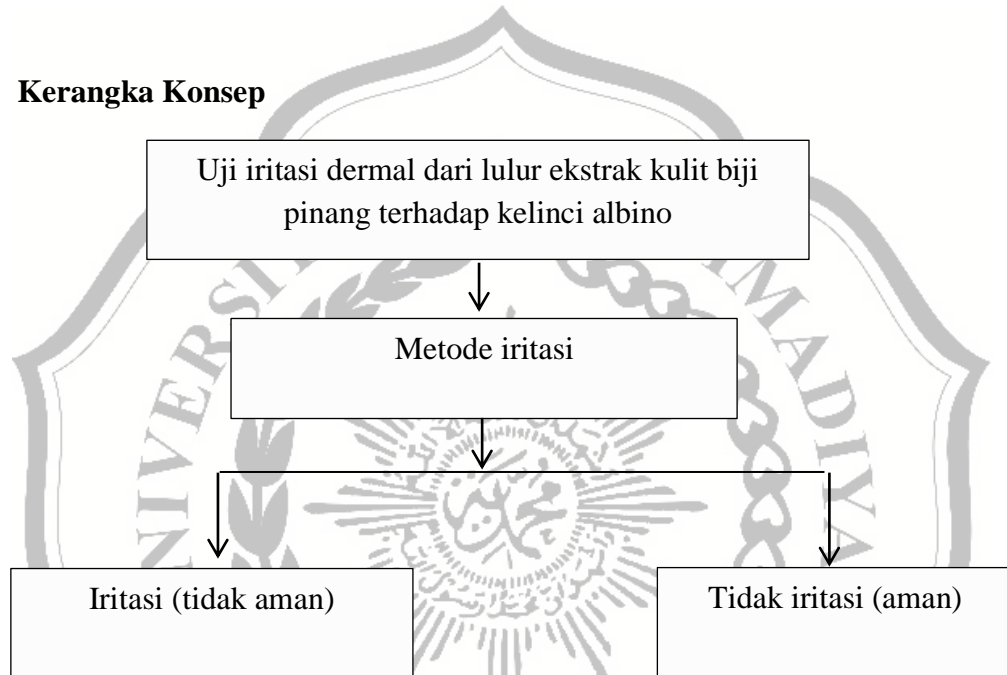 Kerangka Konsep
Uji iritasi dermal dari lulur ekstrak kulit biji
pinang terhadap kelinci albino
Metode iritasi
Iritasi (tidak aman)
Tidak iritasi (aman)